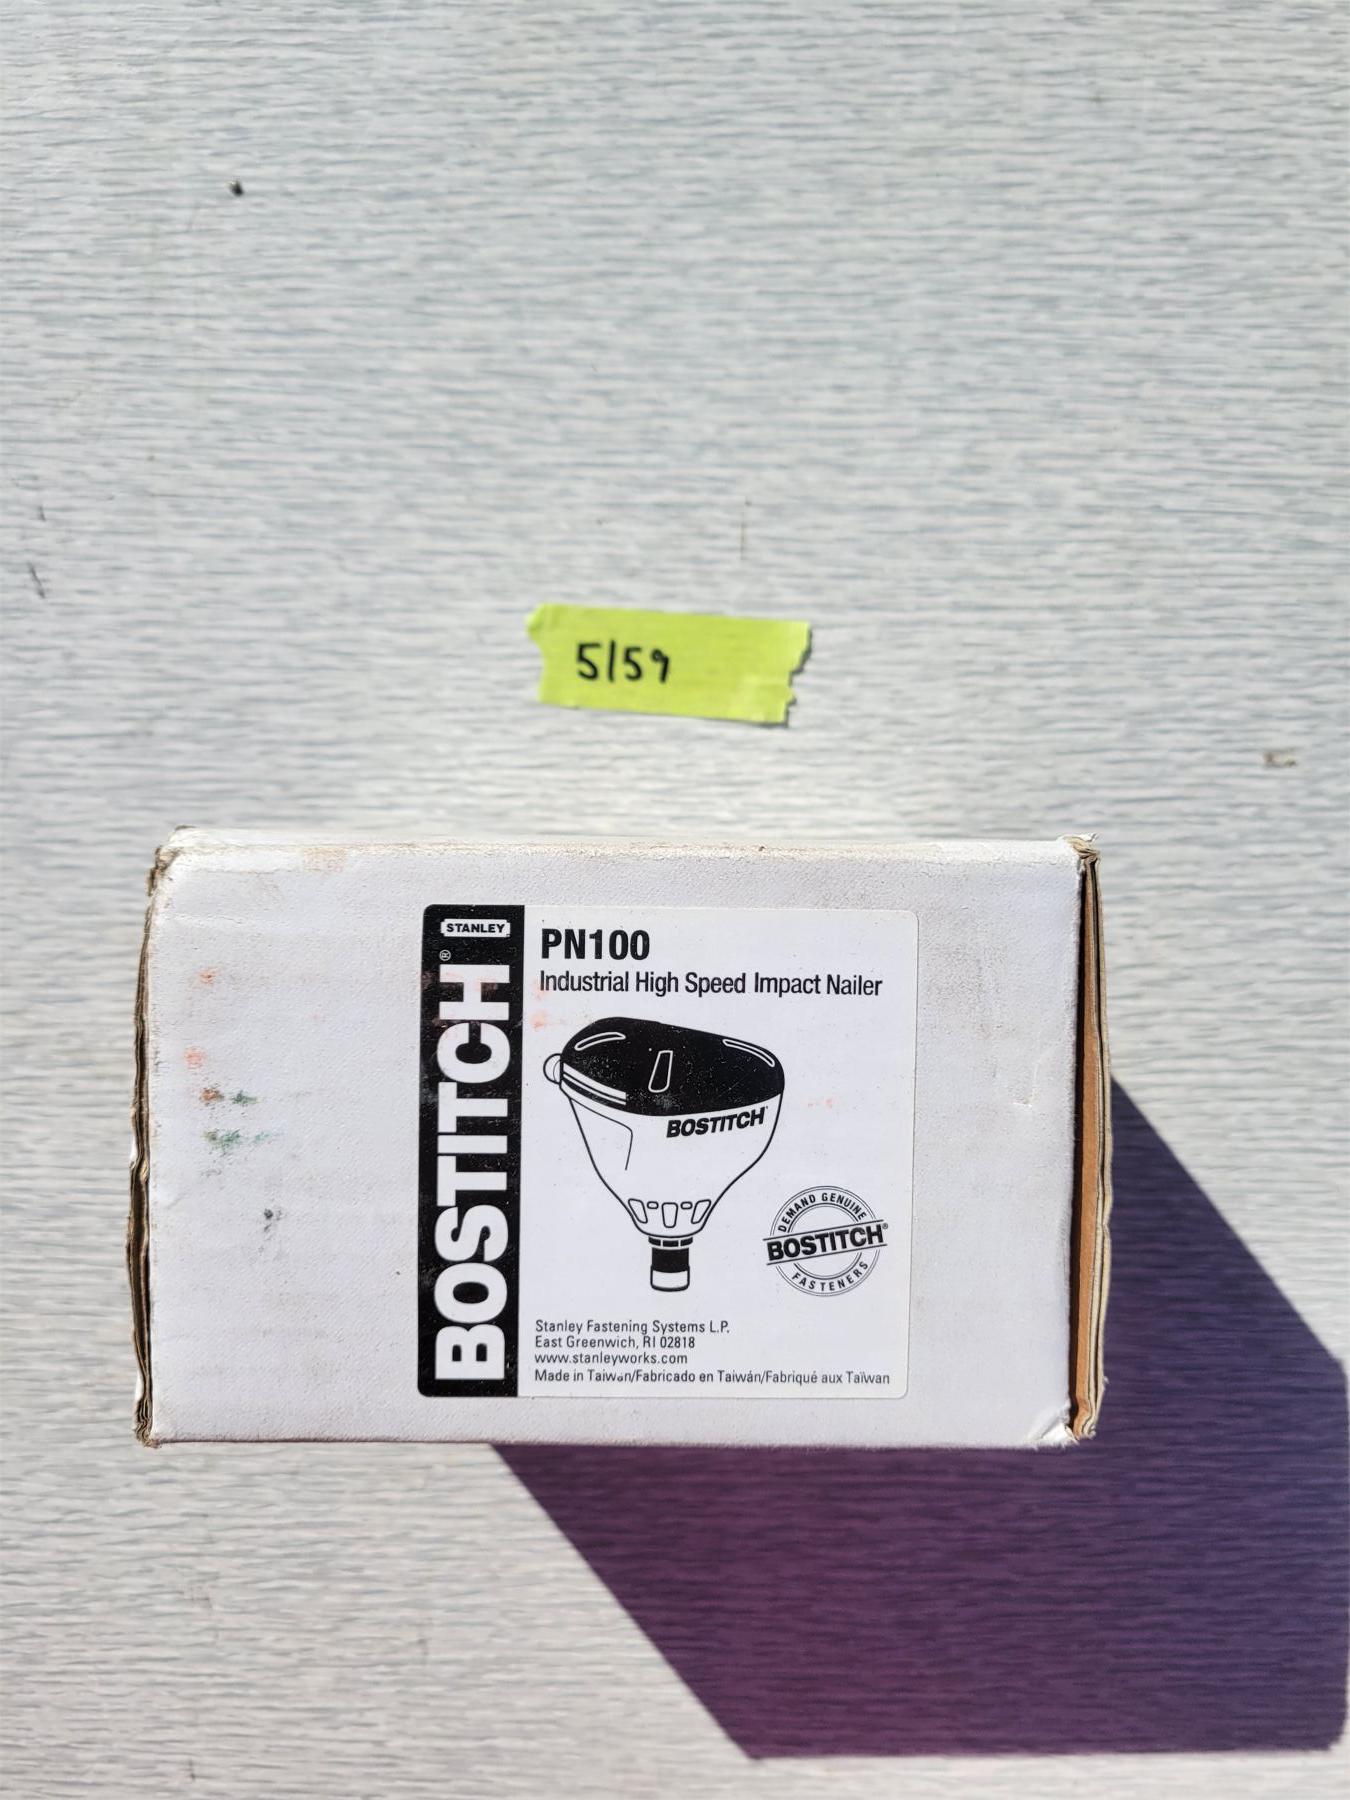 5159
STANLEY
BOSTITCH®
PN100
Industrial High Speed Impact Nailer
BOSTITCH
DEMAND GENUINE
BOSTITCH®
FASTENERS
Stanley Fastening Systems L.P.
East Greenwich, RI 02818
www.stanleyworks.com
Made in Taiwan/Fabricado en Taiwán/Fabriqué aux Taïwan